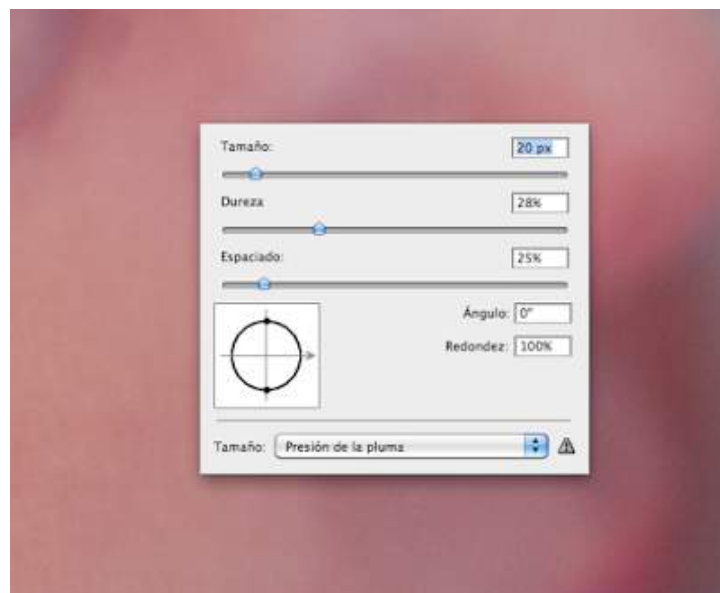 Tamaño: 20 px
Dureza 28%
Espaciado: 25%
Ángulo: 0°
Redondez: 100%
Tamaño: Presión de la pluma